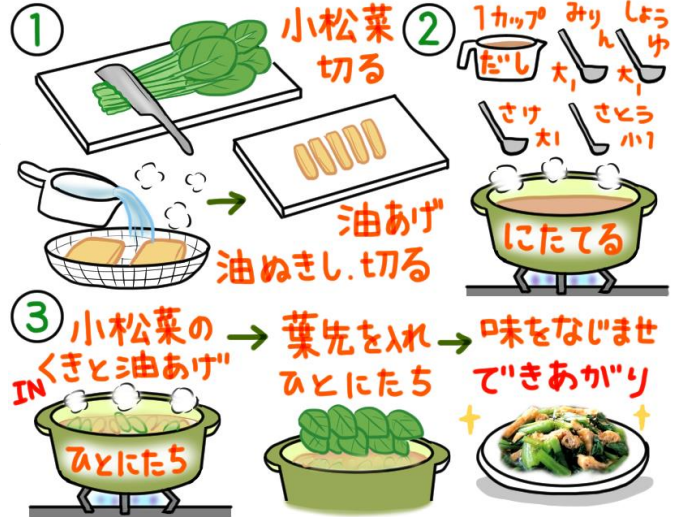 ①
小松菜
切る
油あげ
油ぬきし、切る
②
1カップ
だし
みりん
大1
しょうゆ
大1
さけ
大1
さとう
小1
にたてる
③
小松菜の
くきと油あげ
IN
ひとにたち
葉先を入れ
ひとにたち
味をなじませ
できあがり